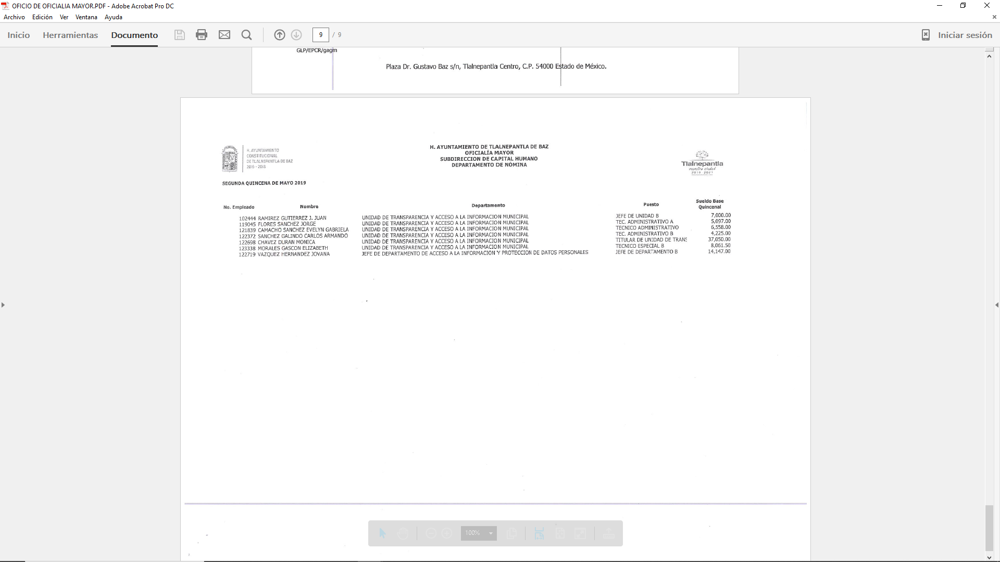 OFICIO DE OFICIALIA MAYOR.PDF - Adobe Acrobat Pro DC
Archivo Edición Ver Ventana Ayuda
Inicio Herramientas Documento 9 / 9 Iniciar sesión
GLP/EPCR/gagm
Plaza Dr. Gustavo Baz s/n, Tlalnepantla Centro, C.P. 54000 Estado de México.
H. AYUNTAMIENTO
CONSTITUCIONAL
DE TLALNEPANTLA DE BAZ
2016 - 2018
H. AYUNTAMIENTO DE TLALNEPANTLA DE BAZ
OFICIALÍA MAYOR
SUBDIRECCION DE CAPITAL HUMANO
DEPARTAMENTO DE NÓMINA
Tlalnepantla
nuestra ciudad
2019 - 2021
SEGUNDA QUINCENA DE MAYO 2019
No. Empleado Nombre Departamento Puesto Sueldo Base Quincenal
102444 RAMIREZ GUTIERREZ J. JUAN UNIDAD DE TRANSPARENCIA Y ACCESO A LA INFORMACION MUNICIPAL JEFE DE UNIDAD B 7,000.00
119045 FLORES SANCHEZ JORGE UNIDAD DE TRANSPARENCIA Y ACCESO A LA INFORMACION MUNICIPAL TEC. ADMINISTRATIVO A 5,097.00
121839 CAMACHO SANCHEZ EVELYN GABRIELA UNIDAD DE TRANSPARENCIA Y ACCESO A LA INFORMACION MUNICIPAL TECNICO ADMINISTRATIVO 6,558.00
122372 SANCHEZ GALINDO CARLOS ARMANDO UNIDAD DE TRANSPARENCIA Y ACCESO A LA INFORMACION MUNICIPAL TEC. ADMINISTRATIVO B 4,225.00
122698 CHAVEZ DURAN MONICA UNIDAD DE TRANSPARENCIA Y ACCESO A LA INFORMACION MUNICIPAL TITULAR DE UNIDAD DE TRANS 37,050.00
123338 MORALES GASCON ELIZABETH UNIDAD DE TRANSPARENCIA Y ACCESO A LA INFORMACION MUNICIPAL TECNICO ESPECIAL B 8,061.50
122719 VAZQUEZ HERNANDEZ JOVANA JEFE DE DEPARTAMENTO DE ACCESO A LA INFORMACION Y PROTECCION DE DATOS PERSONALES JEFE DE DEPARTAMENTO B 14,147.00
100%